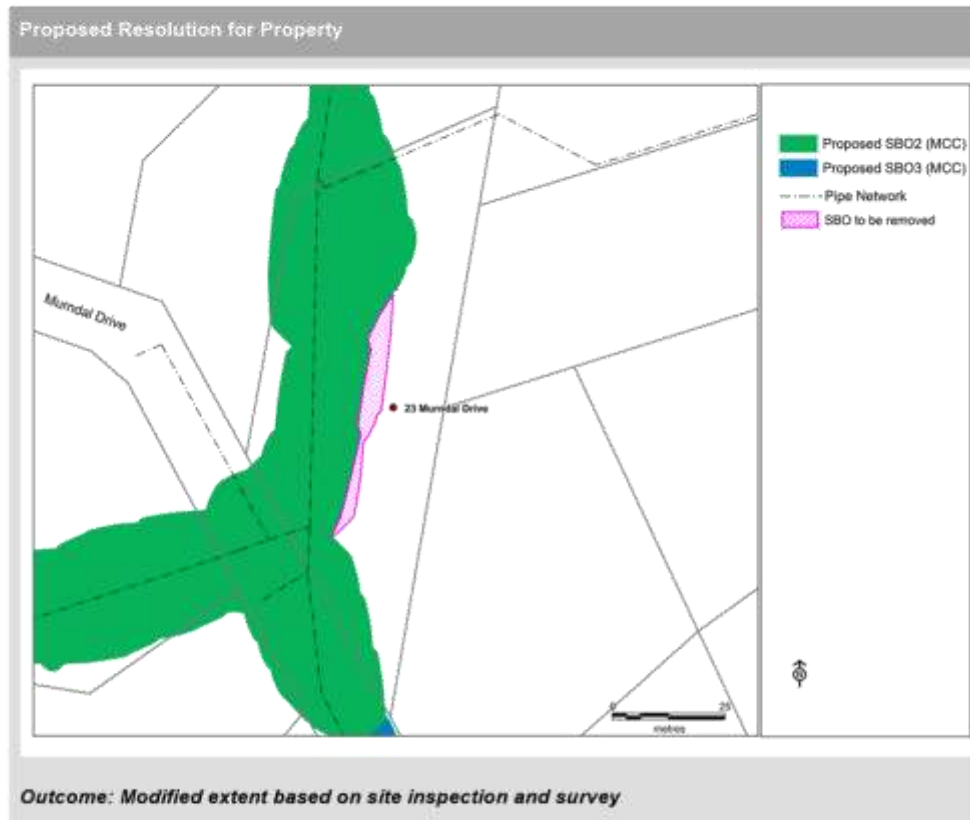 Proposed Resolution for Property
Proposed SBO2 (MCC)
Proposed SBO3 (MCC)
Pipe Network
SBO to be removed
Murndal Drive
23 Murndal Drive
0 25
metres
Outcome: Modified extent based on site inspection and survey